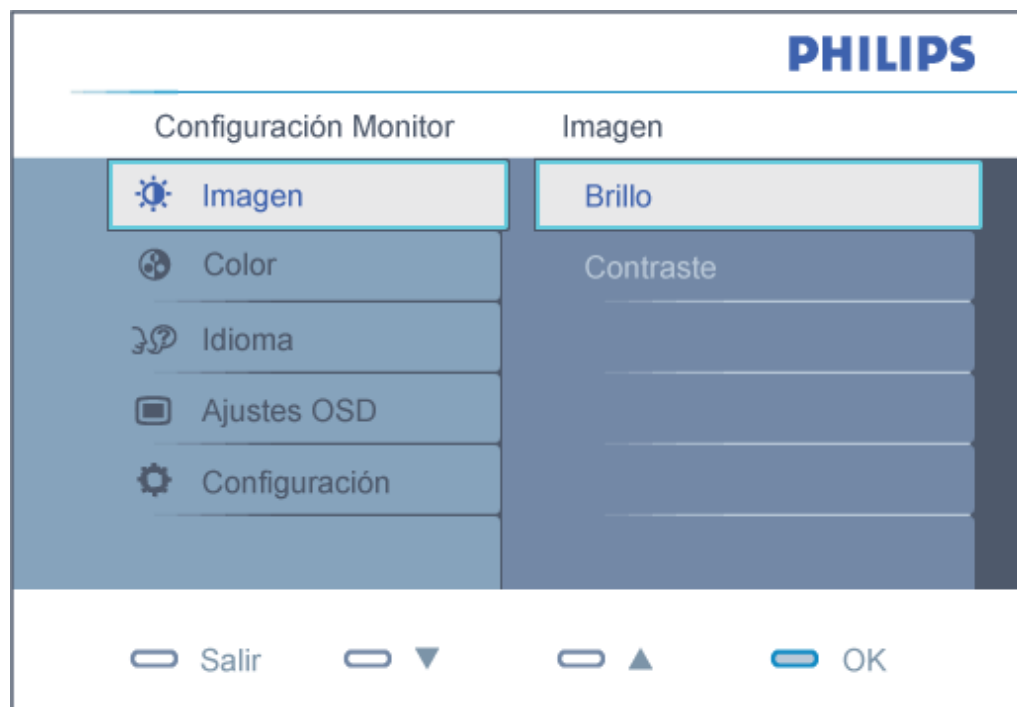 PHILIPS
Configuración Monitor Imagen
Imagen Brillo
Color Contraste
Idioma
Ajustes OSD
Configuración
Salir ▼ ▲ OK